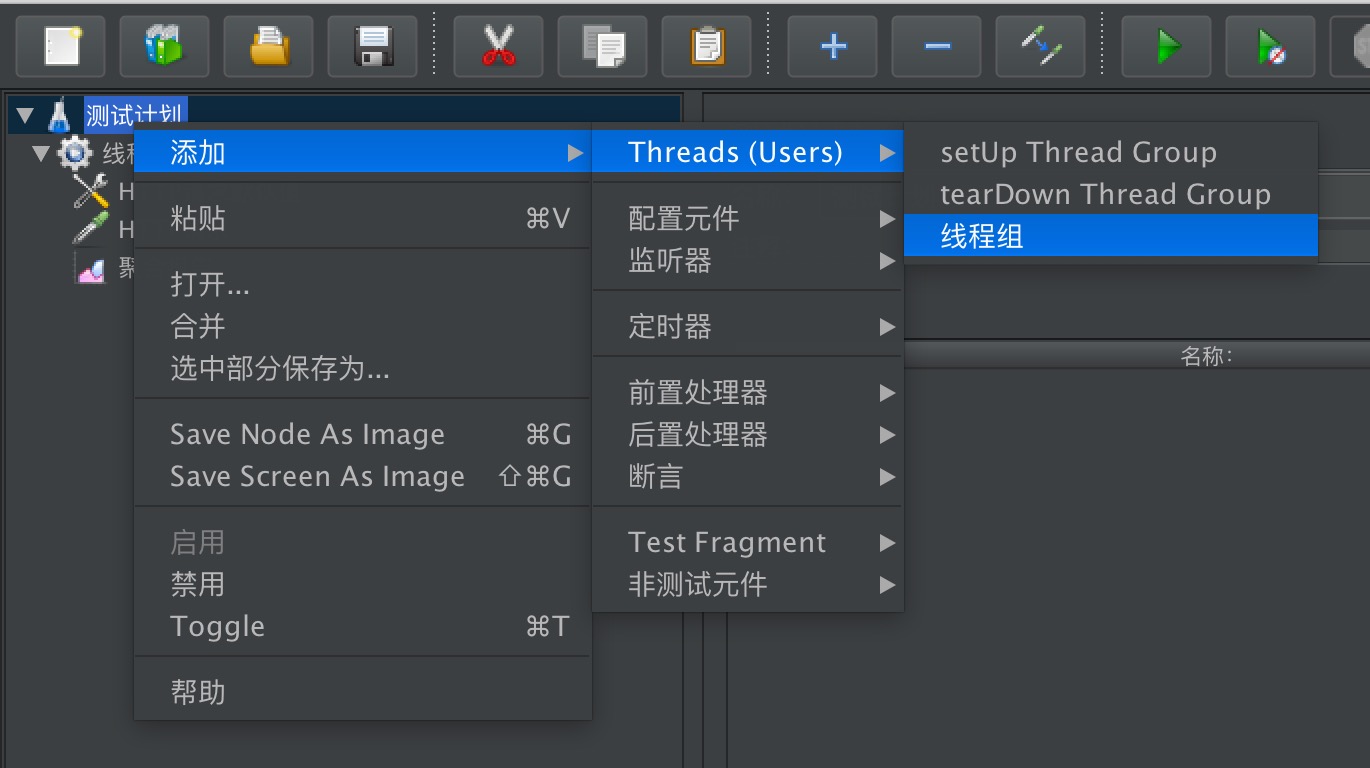 测试计划
线程
H
H
聚
添加
粘贴 ⌘V
打开...
合并
选中部分保存为...
Save Node As Image ⌘G
Save Screen As Image ⇧⌘G
启用
禁用
Toggle ⌘T
帮助
Threads (Users)
配置元件
监听器
定时器
前置处理器
后置处理器
断言
Test Fragment
非测试元件
setUp Thread Group
tearDown Thread Group
线程组
名称: